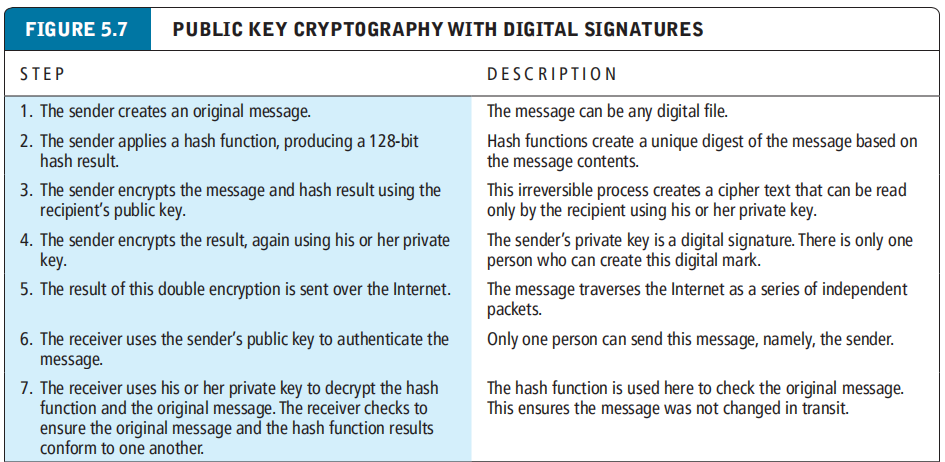 FIGURE 5.7 PUBLIC KEY CRYPTOGRAPHY WITH DIGITAL SIGNATURES
STEP DESCRIPTION
1. The sender creates an original message. The message can be any digital file.
2. The sender applies a hash function, producing a 128-bit
hash result.
Hash functions create a unique digest of the message based on
the message contents.
3. The sender encrypts the message and hash result using the
recipient's public key.
This irreversible process creates a cipher text that can be read
only by the recipient using his or her private key.
4. The sender encrypts the result, again using his or her private
key.
The sender's private key is a digital signature. There is only one
person who can create this digital mark.
5. The result of this double encryption is sent over the Internet.
The message traverses the Internet as a series of independent
packets.
6. The receiver uses the sender's public key to authenticate the
message.
Only one person can send this message, namely, the sender.
7. The receiver uses his or her private key to decrypt the hash
function and the original message. The receiver checks to
ensure the original message and the hash function results
conform to one another.
The hash function is used here to check the original message.
This ensures the message was not changed in transit.